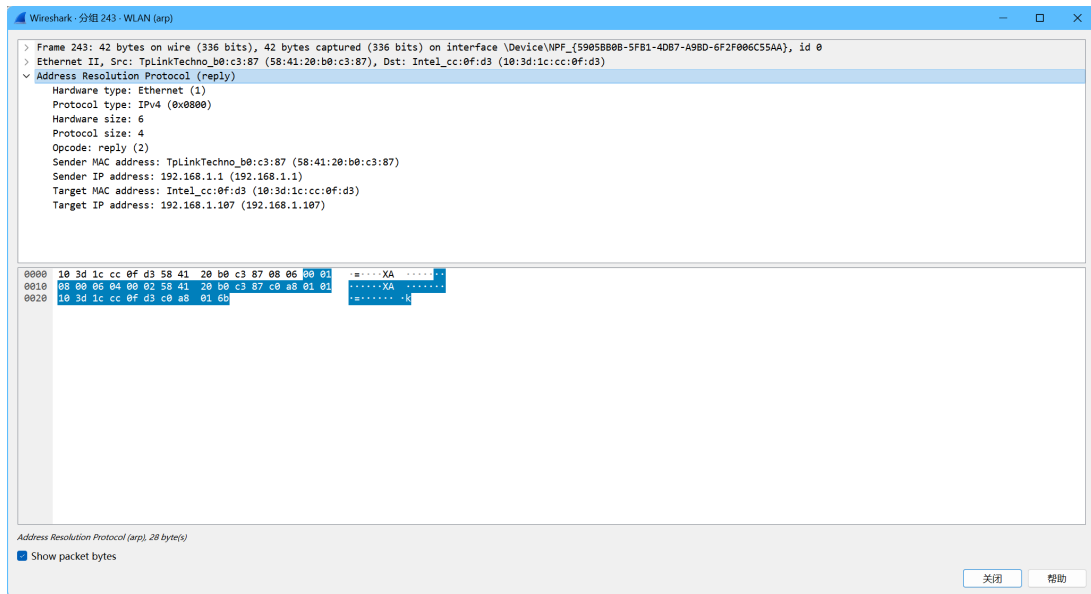 Wireshark · 分组 243 · WLAN (arp)
Frame 243: 42 bytes on wire (336 bits), 42 bytes captured (336 bits) on interface \Device\NPF_{5905BB0B-5FB1-4DB7-A9BD-6F2F006C55AA}, id 0
Ethernet II, Src: TpLinkTechno_b0:c3:87 (58:41:20:b0:c3:87), Dst: Intel_cc:0f:d3 (10:3d:1c:cc:0f:d3)
Address Resolution Protocol (reply)
Hardware type: Ethernet (1)
Protocol type: IPv4 (0x0800)
Hardware size: 6
Protocol size: 4
Opcode: reply (2)
Sender MAC address: TpLinkTechno_b0:c3:87 (58:41:20:b0:c3:87)
Sender IP address: 192.168.1.1 (192.168.1.1)
Target MAC address: Intel_cc:0f:d3 (10:3d:1c:cc:0f:d3)
Target IP address: 192.168.1.107 (192.168.1.107)
0000 10 3d 1c cc 0f d3 58 41 20 b0 c3 87 08 06 00 01 ·=····XA ········
0010 08 00 06 04 00 02 58 41 20 b0 c3 87 c0 a8 01 01 ······XA ·······
0020 10 3d 1c cc 0f d3 c0 a8 01 6b ·=······ ·k
Address Resolution Protocol (arp), 28 byte(s)
Show packet bytes
关闭 帮助